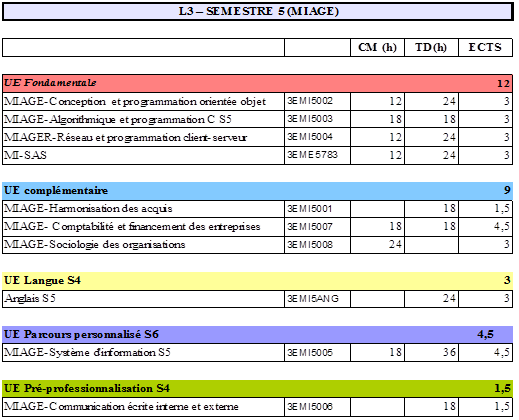 L3 – SEMESTRE 5 (MIAGE)
CM (h) TD(h) ECTS
UE Fondamentale 12
MIAGE-Conception et programmation orientée objet 3EMI5002 12 24 3
MIAGE-Algorithmique et programmation C S5 3EMI5003 18 18 3
MIAGER-Réseau et programmation client-serveur 3EMI5004 12 24 3
MI-SAS 3EME5783 12 24 3
UE complémentaire 9
MIAGE-Harmonisation des acquis 3EMI5001 18 1,5
MIAGE- Comptabilité et financement des entreprises 3EMI5007 18 18 4,5
MIAGE-Sociologie des organisations 3EMI5008 24 3
UE Langue S4 3
Anglais S5 3EMI5ANG 24 3
UE Parcours personnalisé S6 4,5
MIAGE-Système d'information S5 3EMI5005 18 36 4,5
UE Pré-professionnalisation S4 1,5
MIAGE-Communication écrite interne et externe 3EMI5006 18 1,5